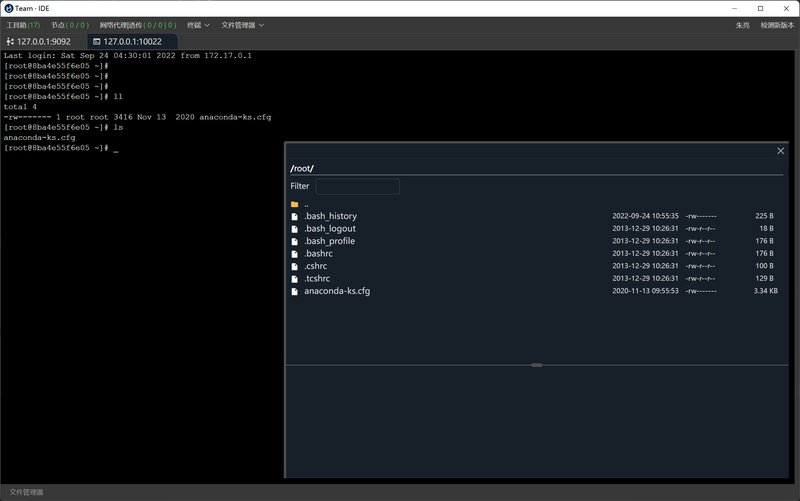 Team · IDE
工具箱(17) 节点( 0 / 0 ) 网络代理|透传( 0 / 0 | 0 ) 终端 文件管理器 朱亮 检测新版本
127.0.0.1:9092 127.0.0.1:10022
Last login: Sat Sep 24 04:30:01 2022 from 172.17.0.1
[root@8ba4e55f6e05 ~]#
[root@8ba4e55f6e05 ~]#
[root@8ba4e55f6e05 ~]#
[root@8ba4e55f6e05 ~]# ll
total 4
-rw------- 1 root root 3416 Nov 13 2020 anaconda-ks.cfg
[root@8ba4e55f6e05 ~]# ls
anaconda-ks.cfg
[root@8ba4e55f6e05 ~]# _
/root/
Filter
..
.bash_history 2022-09-24 10:55:35 -rw------- 225 B
.bash_logout 2013-12-29 10:26:31 -rw-r--r-- 18 B
.bash_profile 2013-12-29 10:26:31 -rw-r--r-- 176 B
.bashrc 2013-12-29 10:26:31 -rw-r--r-- 176 B
.cshrc 2013-12-29 10:26:31 -rw-r--r-- 100 B
.tcshrc 2013-12-29 10:26:31 -rw-r--r-- 129 B
anaconda-ks.cfg 2020-11-13 09:55:53 -rw------- 3.34 KB
文件管理器